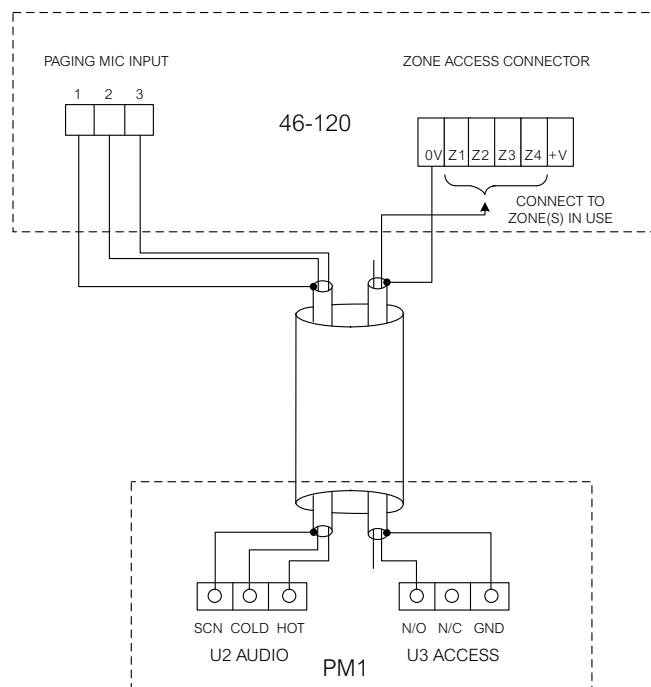 PAGING MIC INPUT
ZONE ACCESS CONNECTOR
1 2 3
46-120
0V Z1 Z2 Z3 Z4 +V
CONNECT TO
ZONE(S) IN USE
SCN COLD HOT
N/O N/C GND
U2 AUDIO
U3 ACCESS
PM1